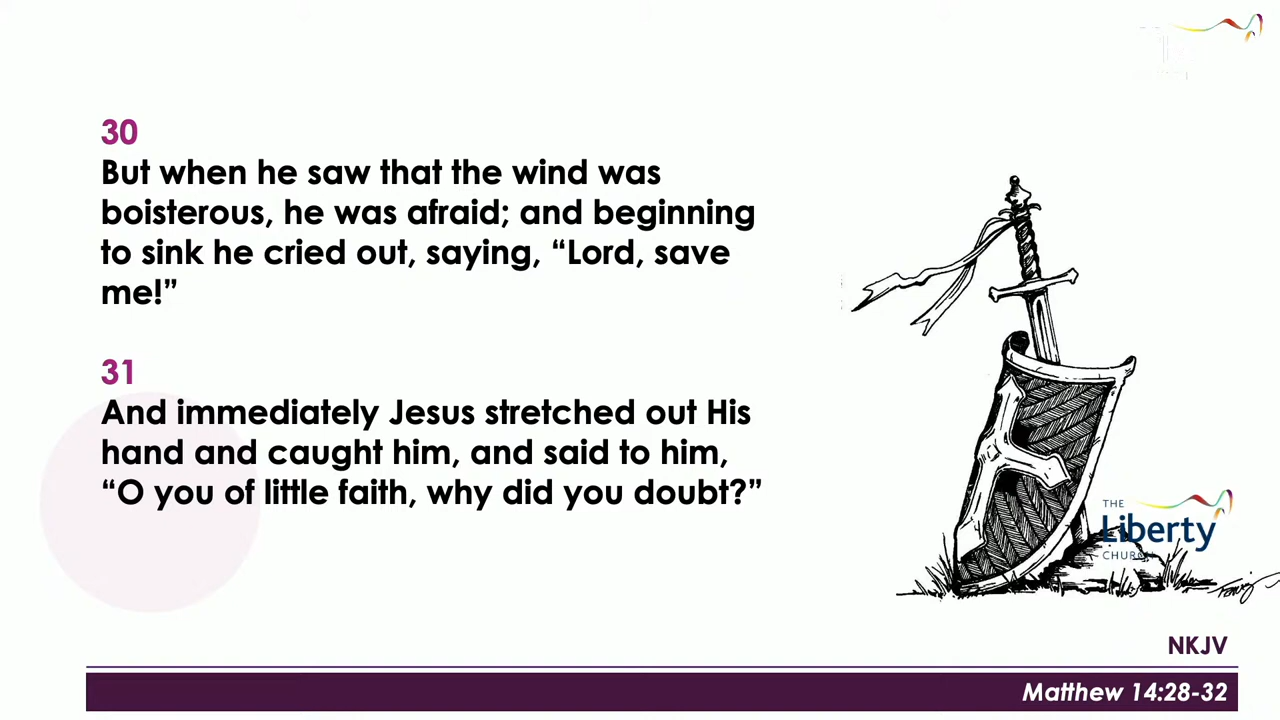 30
But when he saw that the wind was
boisterous, he was afraid; and beginning
to sink he cried out, saying, “Lord, save
me!”
31
And immediately Jesus stretched out His
hand and caught him, and said to him,
“O you of little faith, why did you doubt?”
THE
Liberty
CHURCH
NKJV
Matthew 14:28-32